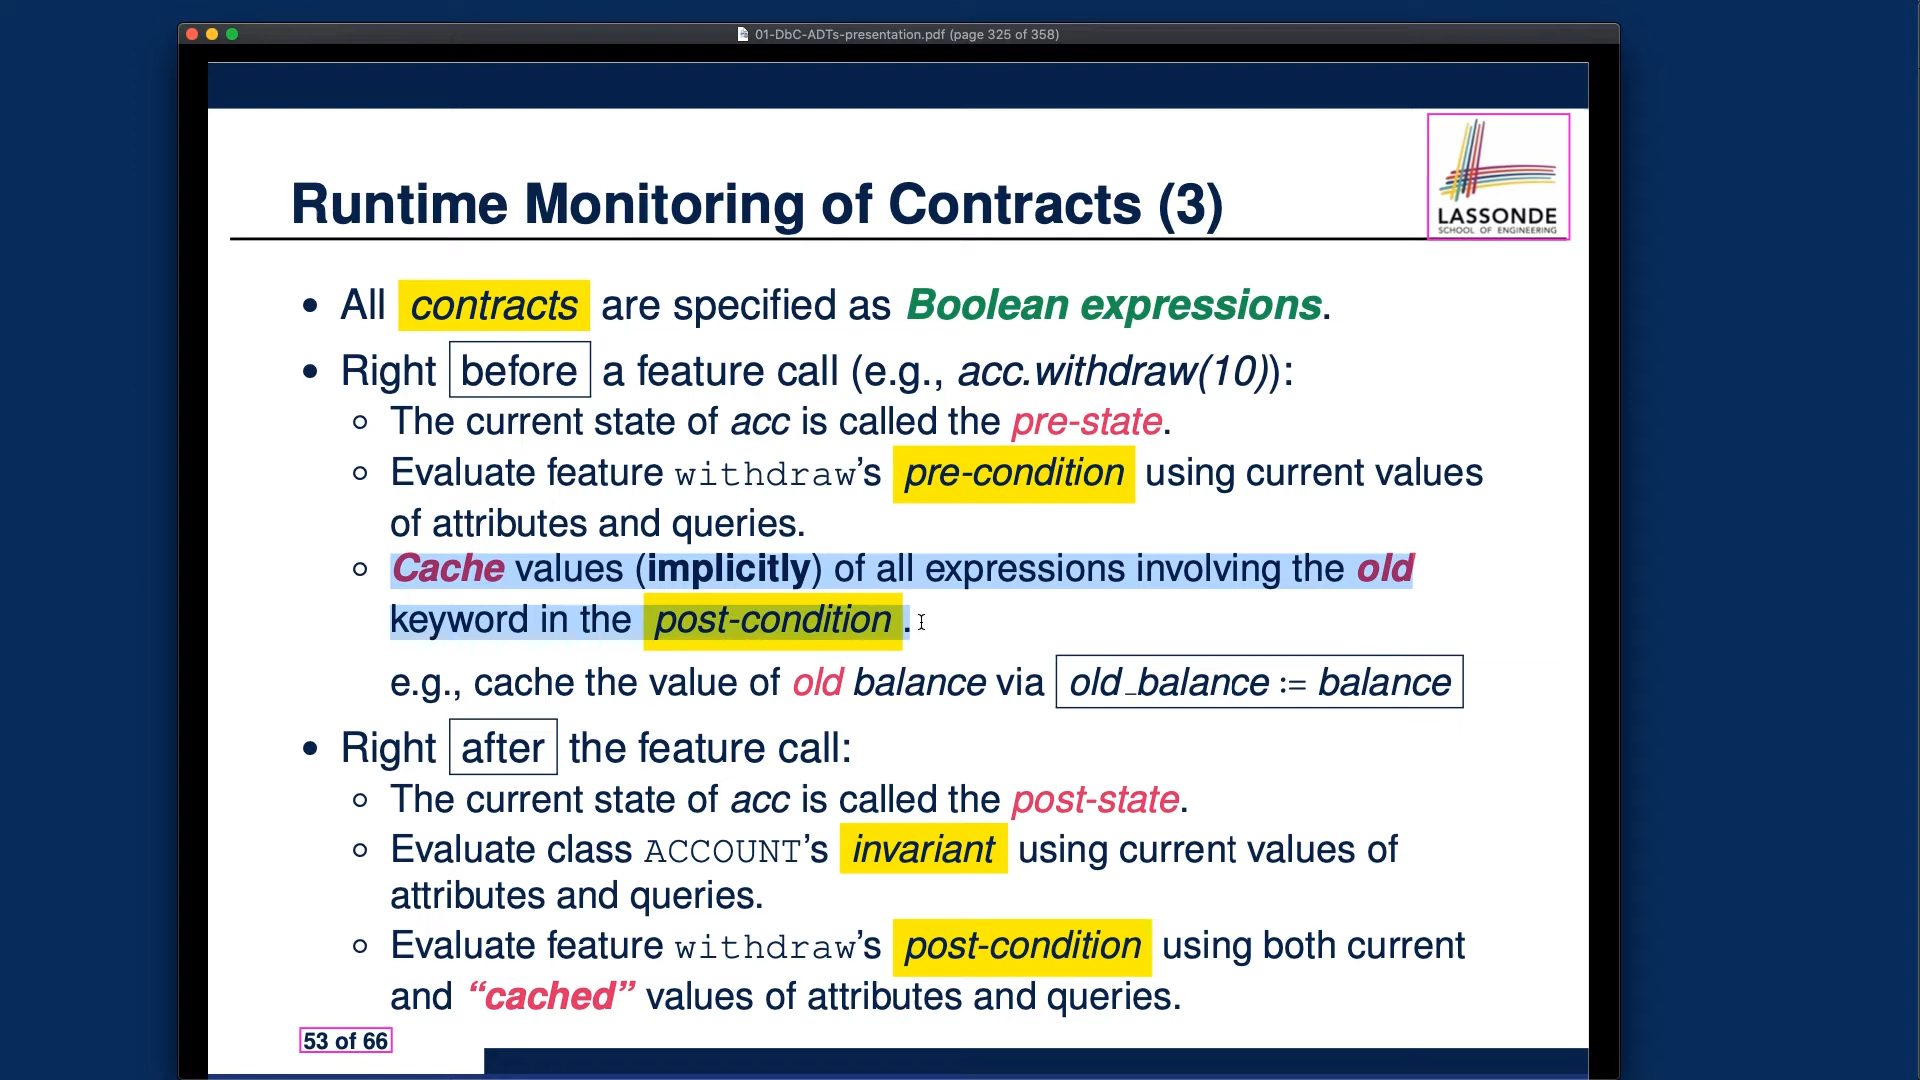 01-DbC-ADTs-presentation.pdf (page 325 of 358)
LASSONDE
SCHOOL OF ENGINEERING
Runtime Monitoring of Contracts (3)
• All contracts are specified as Boolean expressions.
• Right before a feature call (e.g., acc.withdraw(10)):
◦ The current state of acc is called the pre-state.
◦ Evaluate feature withdraw's pre-condition using current values
of attributes and queries.
◦ Cache values (implicitly) of all expressions involving the old
keyword in the post-condition .
e.g., cache the value of old balance via old_balance := balance
• Right after the feature call:
◦ The current state of acc is called the post-state.
◦ Evaluate class ACCOUNT's invariant using current values of
attributes and queries.
◦ Evaluate feature withdraw's post-condition using both current
and “cached” values of attributes and queries.
53 of 66